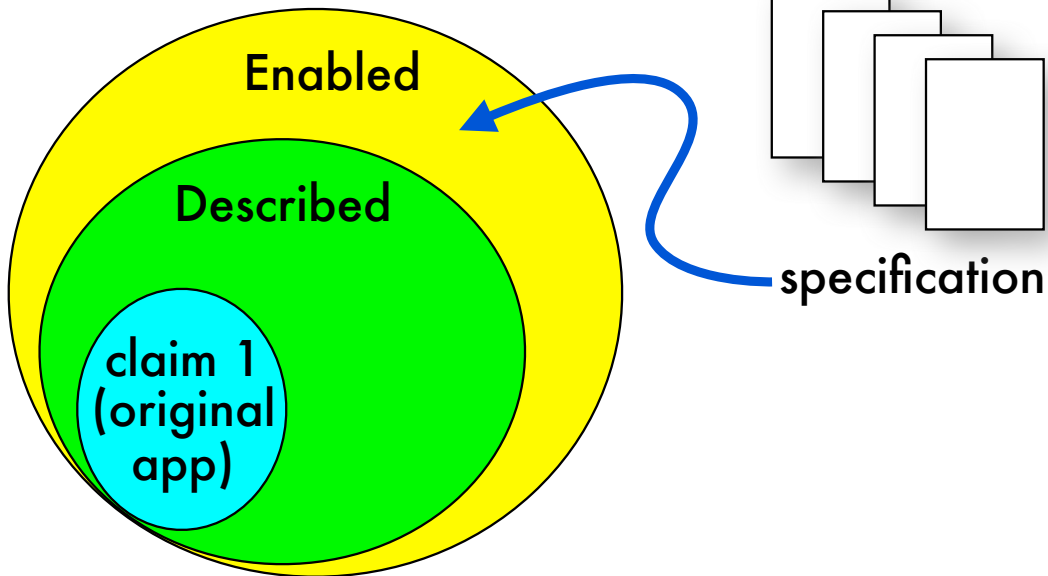 Enabled
Described
claim 1
(original
app)
specification